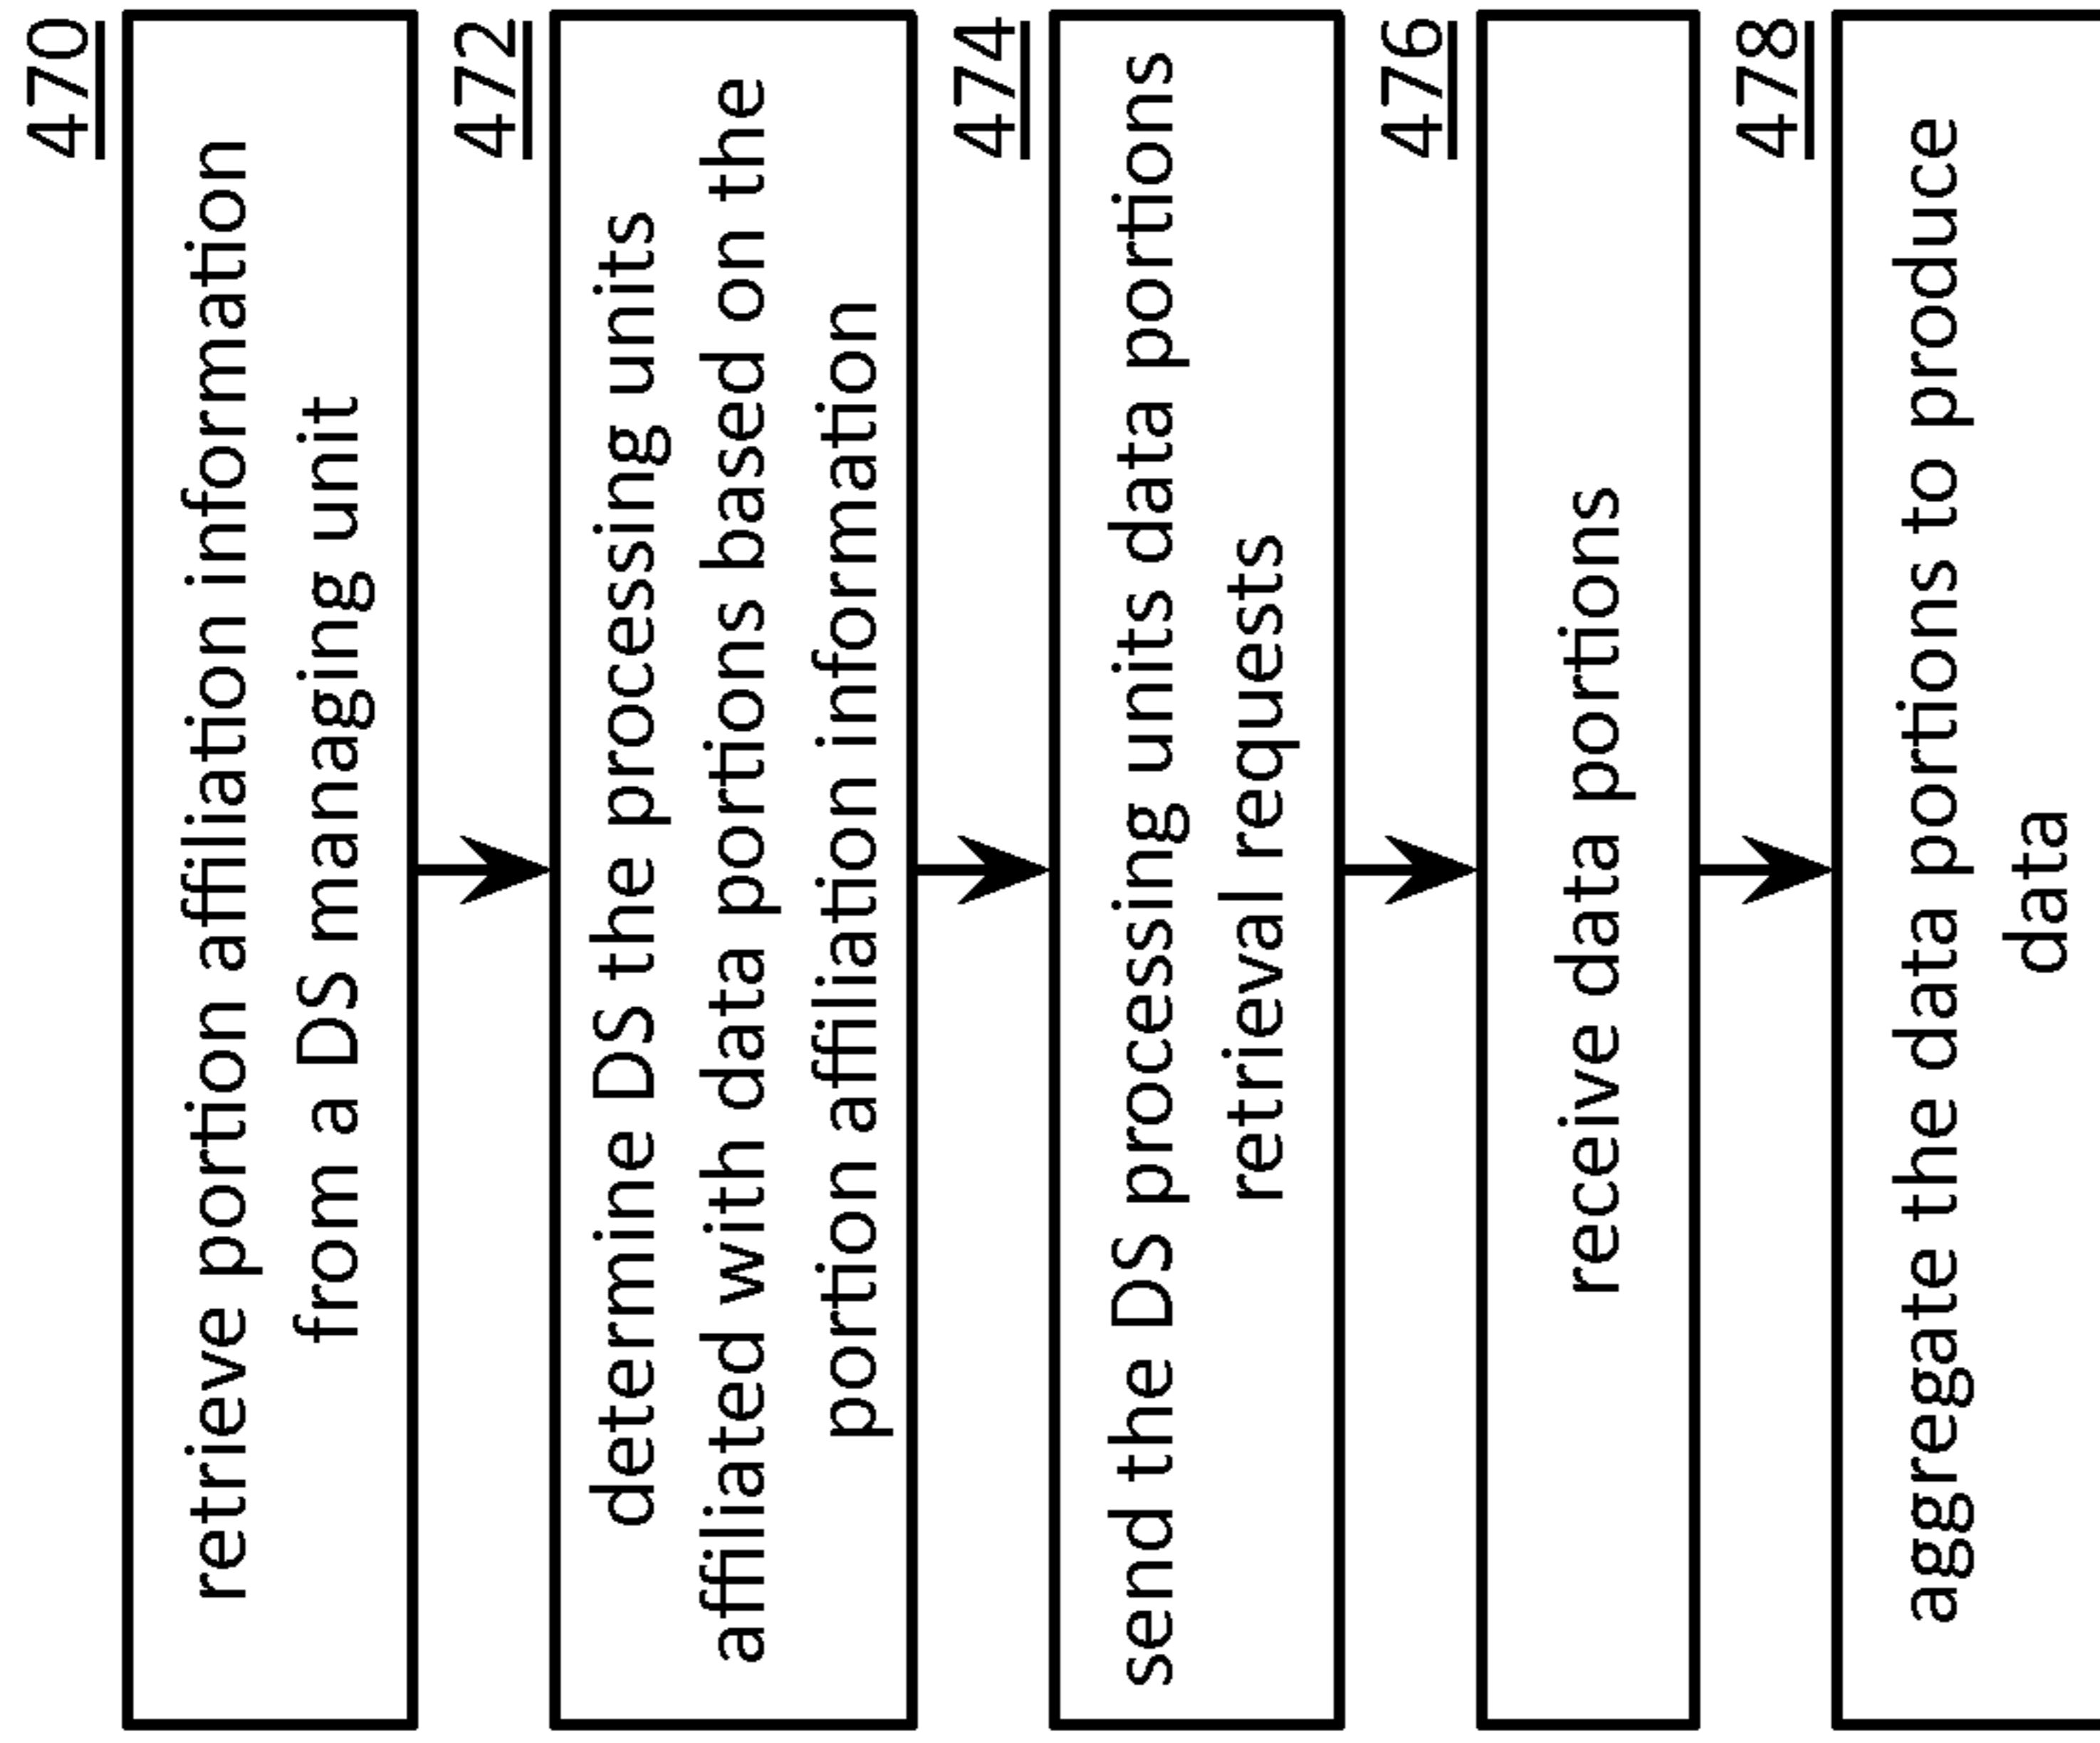 470
retrieve portion affiliation information
from a DS managing unit
472
determine DS the processing units
affiliated with data portions based on the
portion affiliation information
474
send the DS processing units data portions
retrieval requests
476
receive data portions
478
aggregate the data portions to produce
data